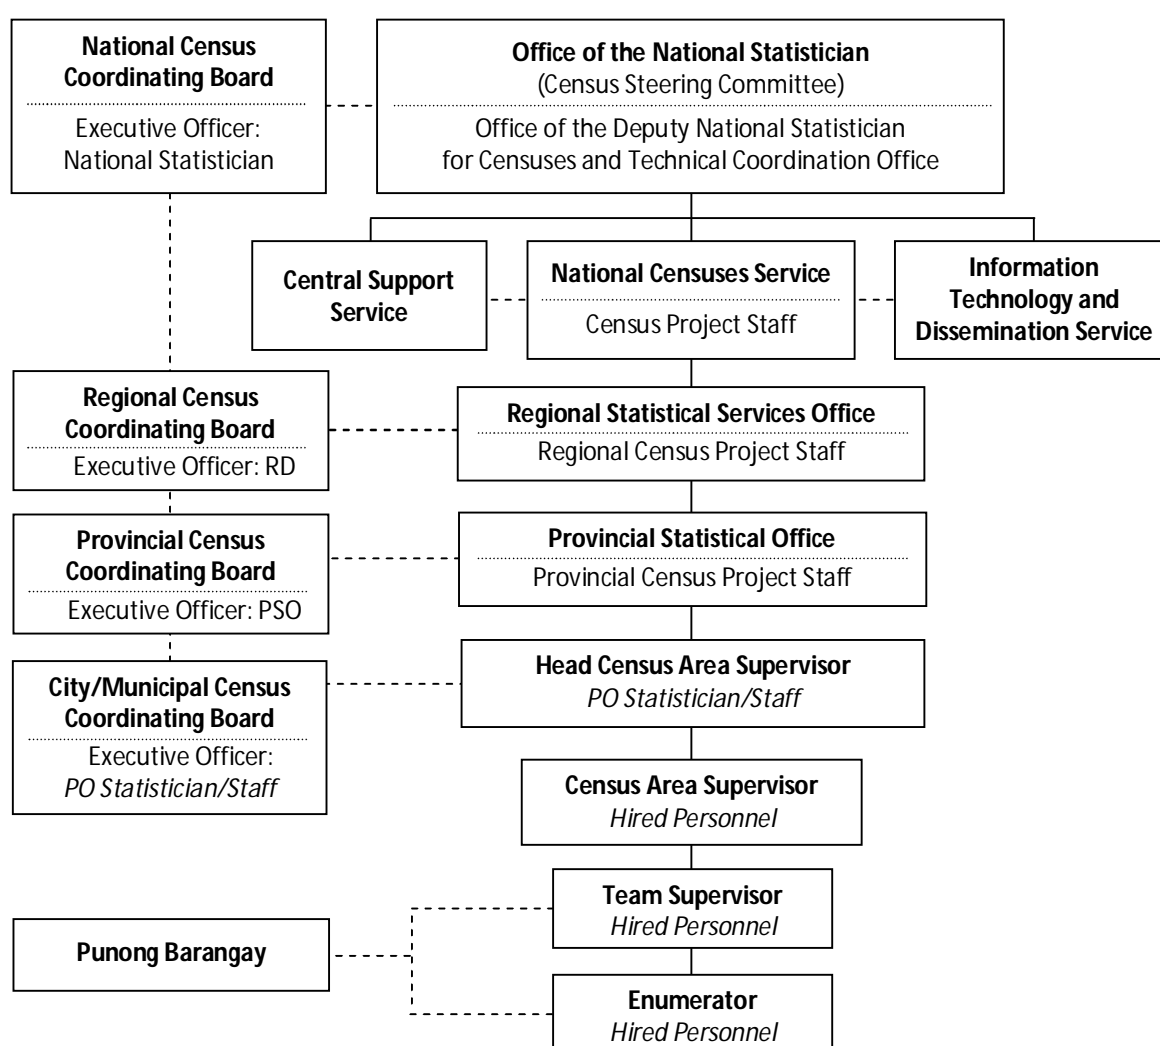 National Census
Coordinating Board
Executive Officer:
National Statistician
Office of the National Statistician
(Census Steering Committee)
Office of the Deputy National Statistician
for Censuses and Technical Coordination Office
Central Support
Service
National Censuses Service
Census Project Staff
Information
Technology and
Dissemination Service
Regional Census
Coordinating Board
Executive Officer: RD
Regional Statistical Services Office
Regional Census Project Staff
Provincial Census
Coordinating Board
Executive Officer: PSO
Provincial Statistical Office
Provincial Census Project Staff
City/Municipal Census
Coordinating Board
Executive Officer:
PO Statistician/Staff
Head Census Area Supervisor
PO Statistician/Staff
Census Area Supervisor
Hired Personnel
Team Supervisor
Hired Personnel
Punong Barangay
Enumerator
Hired Personnel